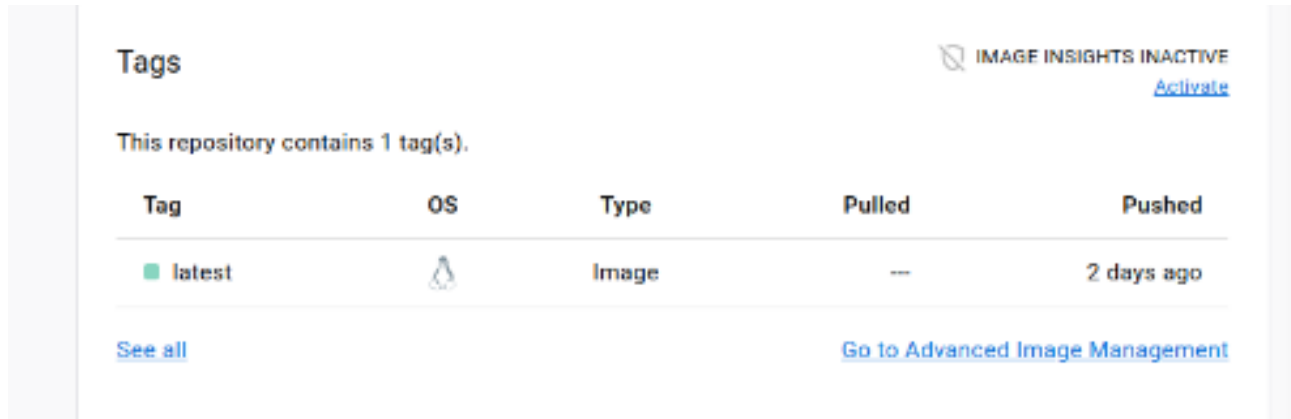 Tags
IMAGE INSIGHTS INACTIVE
Activate
This repository contains 1 tag(s).
Tag OS Type Pulled Pushed
latest Image --- 2 days ago
See all Go to Advanced Image Management